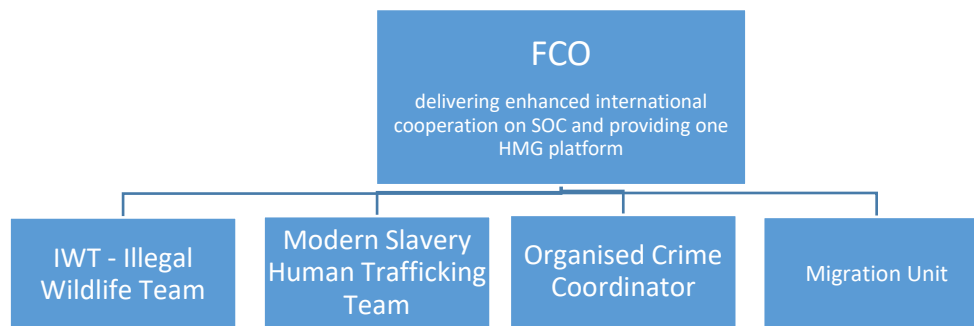 FCO
delivering enhanced international
cooperation on SOC and providing one
HMG platform
IWT - Illegal
Wildlife Team
Modern Slavery
Human Trafficking
Team
Organised Crime
Coordinator
Migration Unit